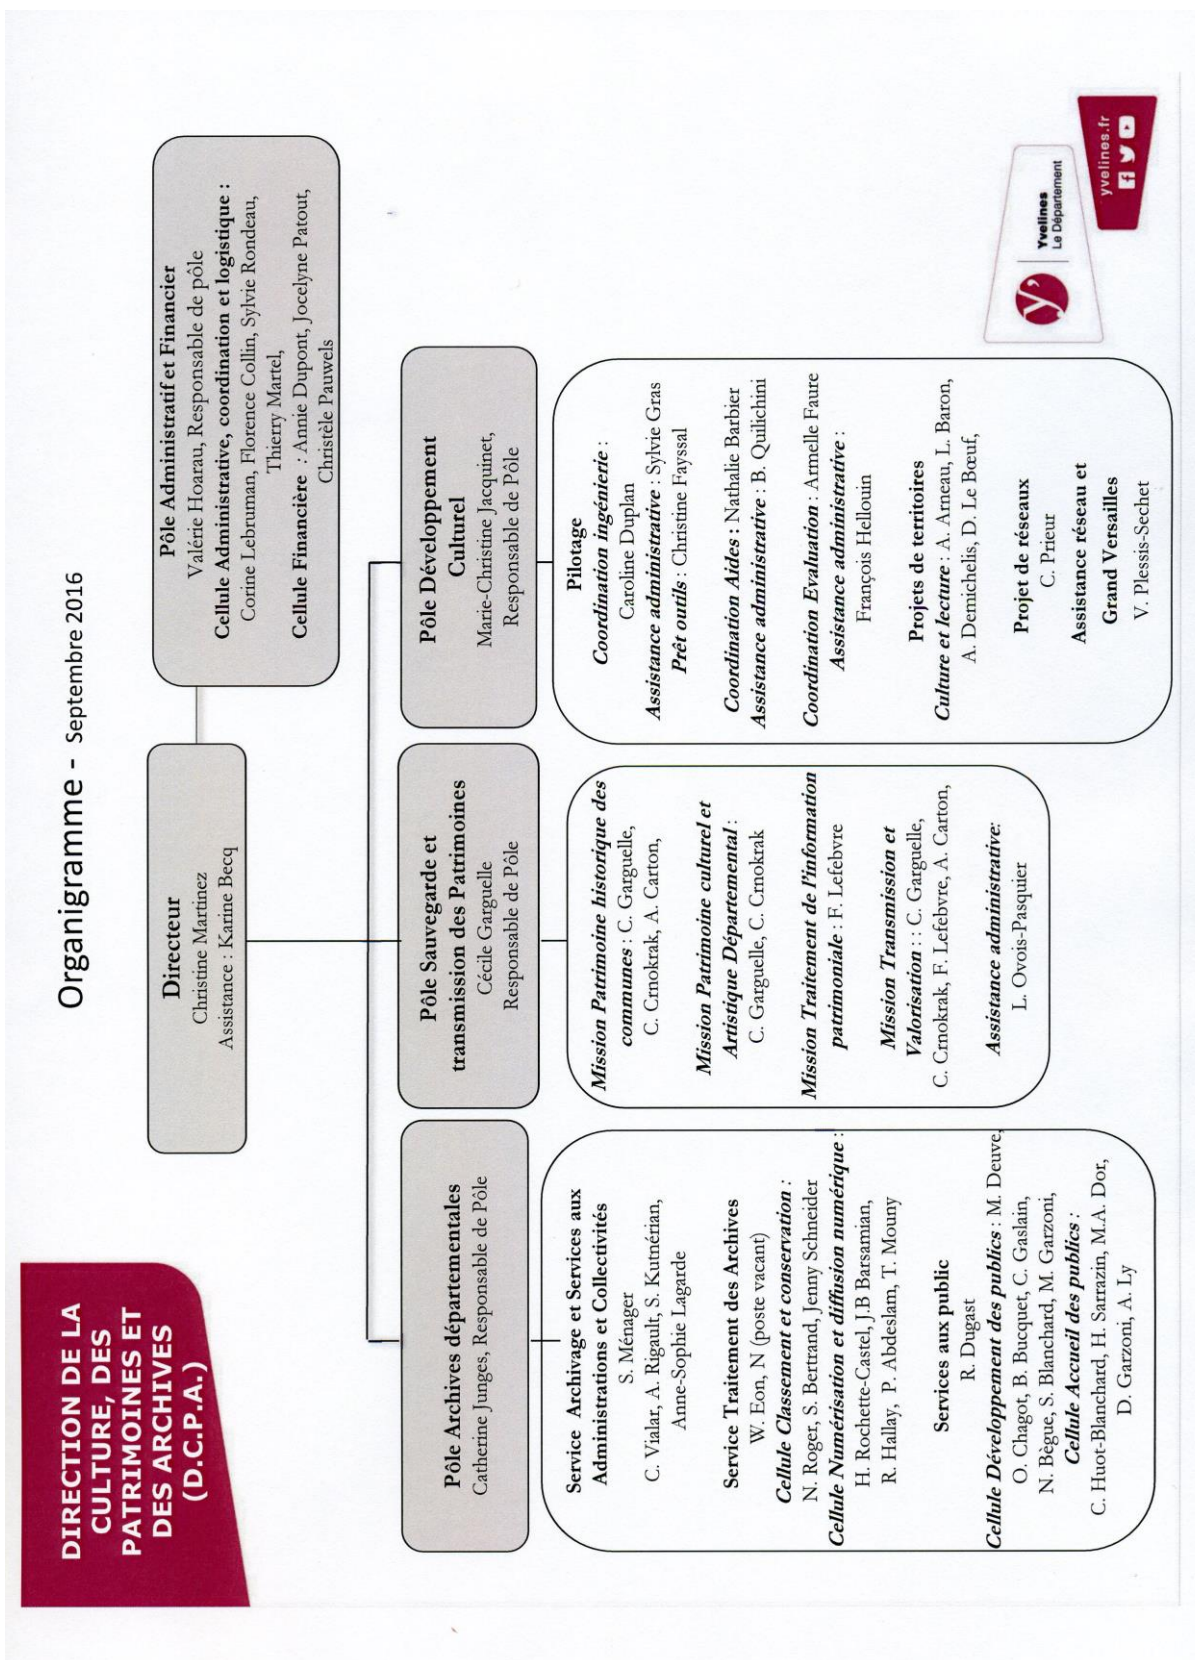 DIRECTION DE LA
CULTURE, DES
PATRIMOINES ET
DES ARCHIVES
(D.C.P.A.)
Organigramme - Septembre 2016
Directeur
Christine Martinez
Assistance : Karine Becq
Pôle Administratif et Financier
Valérie Hoarau, Responsable de pôle
Cellule Administrative, coordination et logistique :
Corine Lebruman, Florence Collin, Sylvie Rondeau,
Thierry Martel,
Cellule Financière : Annie Dupont, Jocelyne Patout,
Christèle Pauwels
Pôle Archives départementales
Catherine Junges, Responsable de Pôle
Service Archivage et Services aux
Administrations et Collectivités
S. Ménager
C. Vialar, A. Rigault, S. Kutnérian,
Anne-Sophie Lagarde
Service Traitement des Archives
W. Eon, N (poste vacant)
Cellule Classement et conservation :
N. Roger, S. Bertrand, Jenny Schneider
Cellule Numérisation et diffusion numérique :
H. Rochette-Castel, J.B Barsamian,
R. Hallay, P. Abdeslam, T. Mouny
Services aux public
R. Dugast
Cellule Développement des publics : M. Deuve,
O. Chagot, B. Bucquet, C. Gaslain,
N. Bègue, S. Blanchard, M. Garzoni,
Cellule Accueil des publics :
C. Huot-Blanchard, H. Sarrazin, M.A. Dor,
D. Garzoni, A. Ly
Pôle Sauvegarde et
transmission des Patrimoines
Cécile Garguelle
Responsable de Pôle
Mission Patrimoine historique des
communes : C. Garguelle,
C. Crnokrak, A. Carton,
Mission Patrimoine culturel et
Artistique Départemental :
C. Garguelle, C. Crnokrak
Mission Traitement de l'information
patrimoniale : F. Lefebvre
Mission Transmission et
Valorisation : : C. Garguelle,
C. Crnokrak, F. Lefebvre, A. Carton,
Assistance administrative:
L. Ovois-Pasquier
Pôle Développement
Culturel
Marie-Christine Jacquinet,
Responsable de Pôle
Pilotage
Coordination ingénierie :
Caroline Duplan
Assistance administrative : Sylvie Gras
Prêt outils : Christine Fayssal
Coordination Aides : Nathalie Barbier
Assistance administrative : B. Quilichini
Coordination Evaluation : Armelle Faure
Assistance administrative :
François Hellouin
Projets de territoires
Culture et lecture : A. Arneau, L. Baron,
A. Demichelis, D. Le Bœuf,
Projet de réseaux
C. Prieur
Assistance réseau et
Grand Versailles
V. Plessis-Sechet
y'
Yvelines
Le Département
yvelines.fr